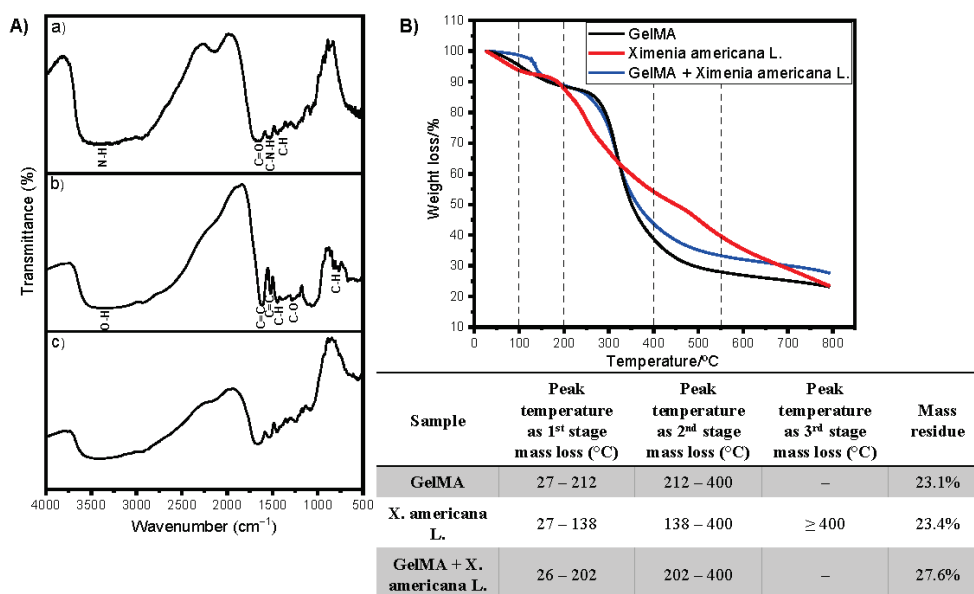 A)
a)
N-H
C=O
C-N-H
C-H
b)
O-H
C=C
C=C
C-H
C-O
C-H
c)
Transmittance (%)
4000 3500 3000 2500 2000 1500 1000 500
Wavenumber (cm⁻¹)
B)
GelMA
Ximenia americana L.
GelMA + Ximenia americana L.
Weight loss/%
110
100
90
80
70
60
50
40
30
20
10
0 100 200 300 400 500 600 700 800
Temperature/ºC
Sample
Peak
temperature
as 1st stage
mass loss (°C)
Peak
temperature
as 2nd stage
mass loss (°C)
Peak
temperature
as 3rd stage
mass loss (°C)
Mass
residue
GelMA 27 – 212 212 – 400 – 23.1%
X. americana
L.
27 – 138 138 – 400 ≥ 400 23.4%
GelMA + X.
americana L.
26 – 202 202 – 400 – 27.6%